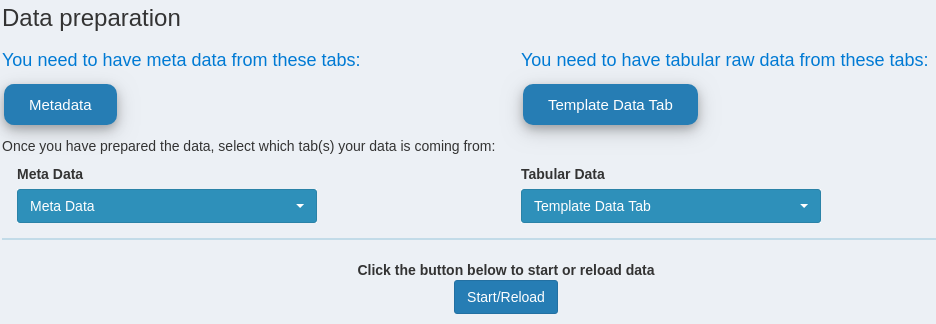 Data preparation
You need to have meta data from these tabs:
You need to have tabular raw data from these tabs:
Metadata
Template Data Tab
Once you have prepared the data, select which tab(s) your data is coming from:
Meta Data
Tabular Data
Meta Data
Template Data Tab
Click the button below to start or reload data
Start/Reload